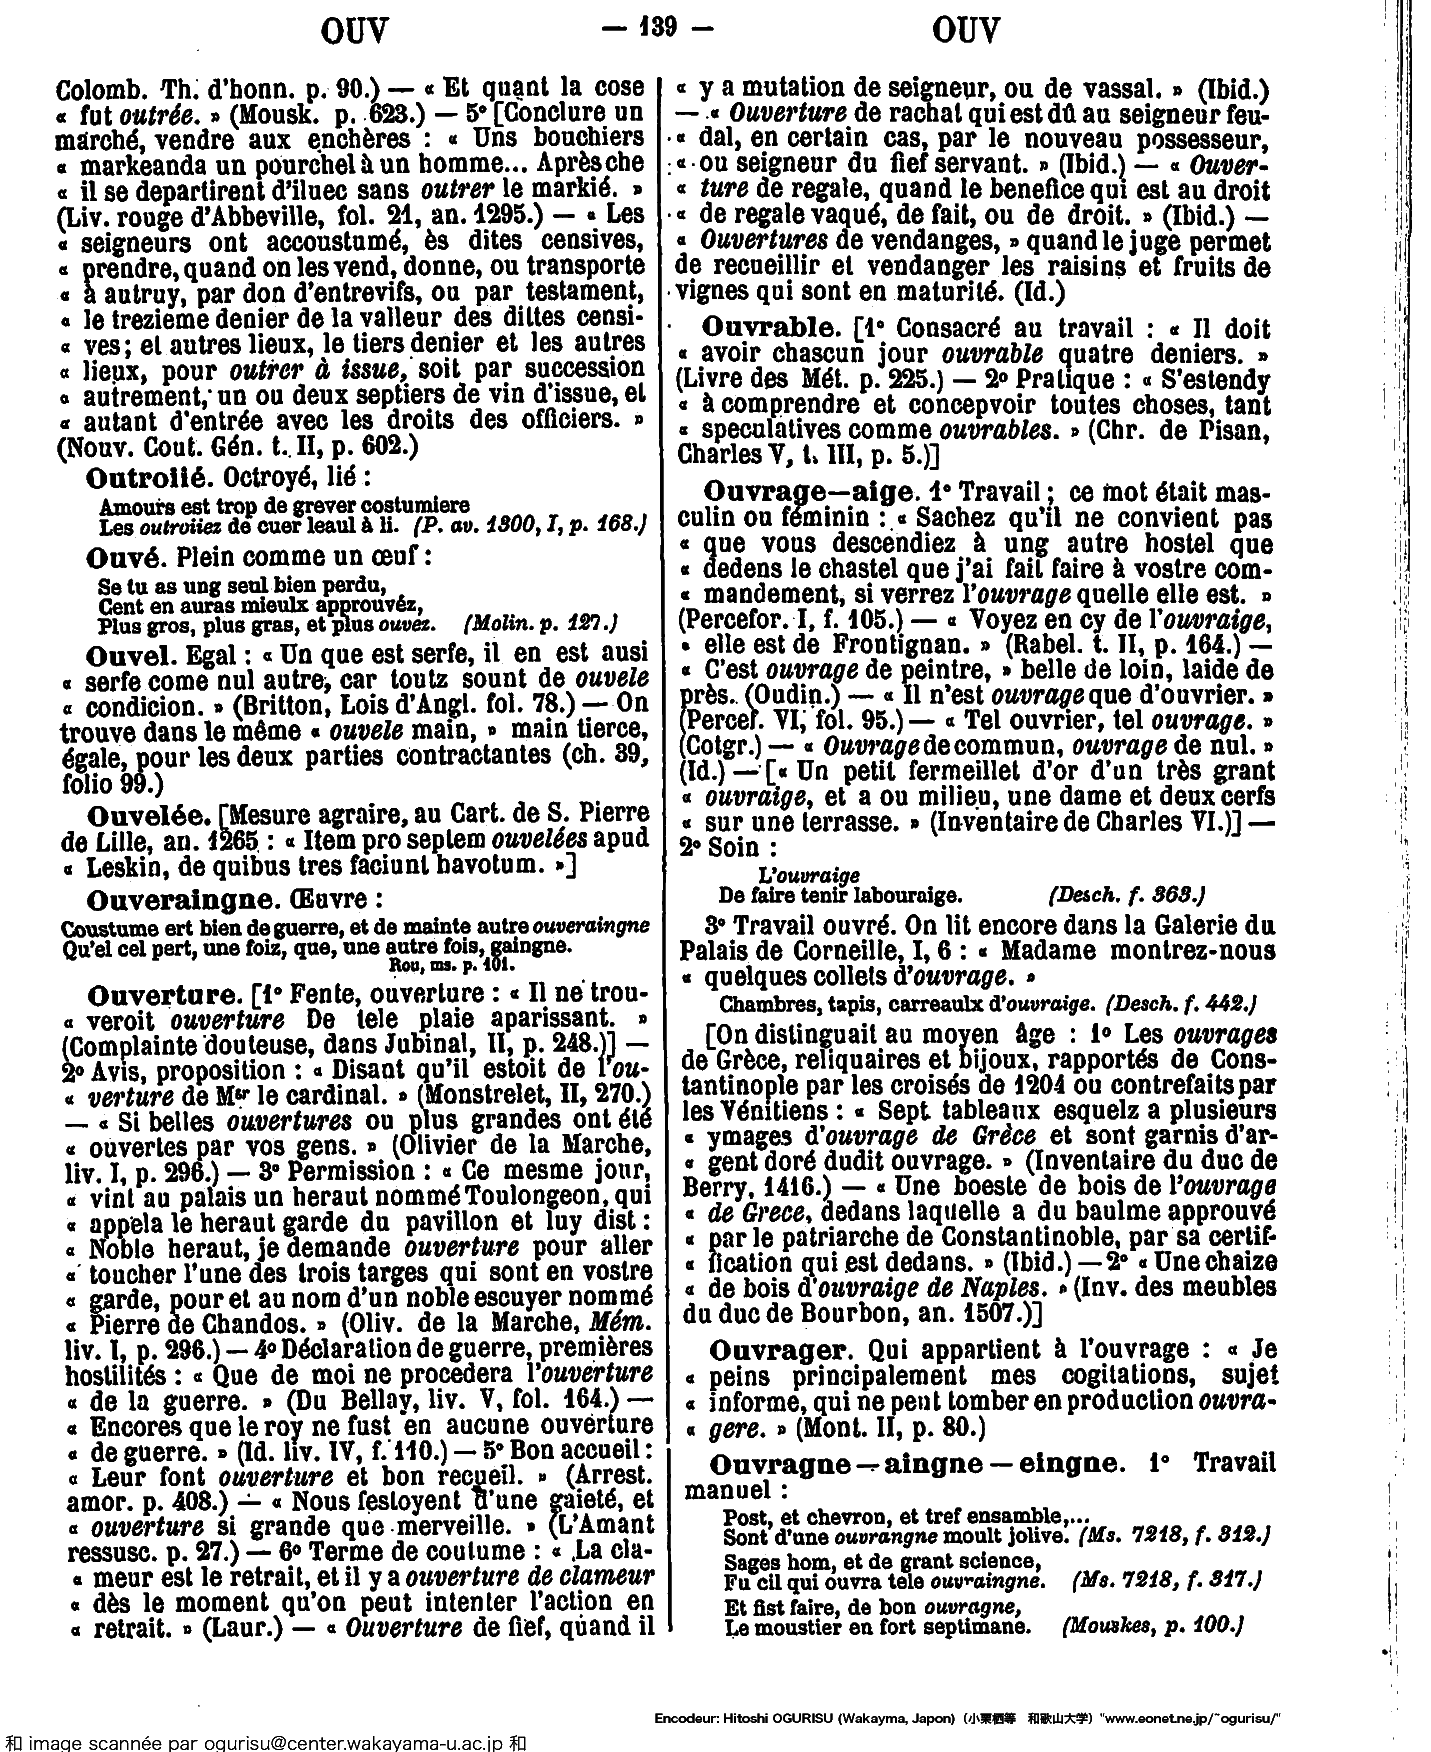 OUV
— 139 —
OUV
Colomb. Th. d'honn. p. 90.) — « Et quant la cose
« fut outrée. » (Mousk. p. 623.) — 5° [Conclure un
marché, vendre aux enchères : « Uns bouchiers
« markeanda un pourchel à un homme... Après che
« il se departirent d'iluec sans outrer le markié. »
(Liv. rouge d'Abbeville, fol. 21, an. 1295.) — « Les
« seigneurs ont accoustumé, ès dites censives,
« prendre, quand on les vend, donne, ou transporte
« à autruy, par don d'entrevifs, ou par testament,
« le trezieme denier de la valleur des dittes censi-
« ves; et autres lieux, le tiers denier et les autres
« lieux, pour outrer à issue, soit par succession
« autrement, un ou deux septiers de vin d'issue, et
« autant d'entrée avec les droits des officiers. »
(Nouv. Cout. Gén. t. II, p. 602.)
Outroiié. Octroyé, lié :
Amours est trop de grever costumiere
Les outroiiez de cuer leaul à li. (P. av. 1300, I, p. 168.)
Ouvé. Plein comme un œuf :
Se tu as ung seul bien perdu,
Cent en auras mieulx approuvéz,
Plus gros, plus gras, et plus ouvez. (Molin. p. 127.)
Ouvel. Egal : « Un que est serfe, il en est ausi
« serfe come nul autre, car toutz sount de ouvele
« condicion. » (Britton, Lois d'Angl. fol. 78.) — On
trouve dans le même « ouvele main, » main tierce,
égale, pour les deux parties contractantes (ch. 39,
folio 99.)
Ouvelée. [Mesure agraire, au Cart. de S. Pierre
de Lille, an. 1265 : « Item pro septem ouvelées apud
« Leskin, de quibus tres faciunt havotum. »]
Ouveraingne. Œuvre :
Coustume ert bien de guerre, et de mainte autre ouveraingne
Qu'el cel pert, une foiz, que, une autre fois, gaingne.
Rou, ms. p. 101.
Ouverture. [1° Fente, ouverture : « Il ne trou-
« veroit ouverture De tele plaie aparissant. »
(Complainte douteuse, dans Jubinal, II, p. 248.)] —
2° Avis, proposition : « Disant qu'il estoit de l'ou-
« verture de Mgr le cardinal. » (Monstrelet, II, 270.)
— « Si belles ouvertures ou plus grandes ont été
« ouvertes par vos gens. » (Olivier de la Marche,
liv. I, p. 296.) — 3° Permission : « Ce mesme jour,
« vint au palais un heraut nommé Toulongeon, qui
« appela le heraut garde du pavillon et luy dist :
« Noble heraut, je demande ouverture pour aller
« toucher l'une des trois targes qui sont en vostre
« garde, pour et au nom d'un noble escuyer nommé
« Pierre de Chandos. » (Oliv. de la Marche, Mém.
liv. I, p. 296.) — 4° Déclaration de guerre, premières
hostilités : « Que de moi ne procedera l'ouverture
« de la guerre. » (Du Bellay, liv. V, fol. 164.) —
« Encores que le roy ne fust en aucune ouverture
« de guerre. » (Id. liv. IV, f. 110.) — 5° Bon accueil :
« Leur font ouverture et bon recueil. » (Arrest.
amor. p. 408.) — « Nous festoyent d'une gaieté, et
« ouverture si grande que merveille. » (L'Amant
ressusc. p. 27.) — 6° Terme de coutume : « La cla-
« meur est le retrait, et il y a ouverture de clameur
« dès le moment qu'on peut intenter l'action en
« retrait. » (Laur.) — « Ouverture de fief, quand il
« y a mutation de seigneur, ou de vassal. » (Ibid.)
— « Ouverture de rachat qui est dû au seigneur feu-
« dal, en certain cas, par le nouveau possesseur,
« ou seigneur du fief servant. » (Ibid.) — « Ouver-
« ture de regale, quand le benefice qui est au droit
« de regale vaqué, de fait, ou de droit. » (Ibid.) —
« Ouvertures de vendanges, » quand le juge permet
de recueillir et vendanger les raisins et fruits de
vignes qui sont en maturité. (Id.)
Ouvrable. [1° Consacré au travail : « Il doit
« avoir chascun jour ouvrable quatre deniers. »
(Livre des Mét. p. 225.) — 2° Pratique : « S'estendy
« à comprendre et concepvoir toutes choses, tant
« speculatives comme ouvrables. » (Chr. de Pisan,
Charles V, t. III, p. 5.)]
Ouvrage—aige. 1° Travail ; ce mot était mas-
culin ou féminin : « Sachez qu'il ne convient pas
« que vous descendiez à ung autre hostel que
« dedens le chastel que j'ai fait faire à vostre com-
« mandement, si verrez l'ouvrage quelle elle est. »
(Percefor. I, f. 105.) — « Voyez en cy de l'ouvraige,
« elle est de Frontignan. » (Rabel. t. II, p. 164.) —
« C'est ouvrage de peintre, » belle de loin, laide de
près. (Oudin.) — « Il n'est ouvrage que d'ouvrier. »
(Percef. VI, fol. 95.) — « Tel ouvrier, tel ouvrage. »
(Cotgr.) — « Ouvrage de commun, ouvrage de nul. »
(Id.) — [« Un petit fermeillet d'or d'un très grant
« ouvraige, et a ou milieu, une dame et deux cerfs
« sur une terrasse. » (Inventaire de Charles VI.)] —
2° Soin :
L'ouvraige
De faire tenir labouraige. (Desch. f. 363.)
3° Travail ouvré. On lit encore dans la Galerie du
Palais de Corneille, I, 6 : « Madame montrez-nous
« quelques collets d'ouvrage. »
Chambres, tapis, carreaulx d'ouvraige. (Desch. f. 442.)
[On distinguait au moyen âge : 1° Les ouvrages
de Grèce, reliquaires et bijoux, rapportés de Cons-
tantinople par les croisés de 1204 ou contrefaits par
les Vénitiens : « Sept tableaux esquelz a plusieurs
« ymages d'ouvrage de Grèce et sont garnis d'ar-
« gent doré dudit ouvrage. » (Inventaire du duc de
Berry, 1416.) — « Une boeste de bois de l'ouvrage
« de Grece, dedans laquelle a du baulme approuvé
« par le patriarche de Constantinoble, par sa certif-
« fication qui est dedans. » (Ibid.) — 2° « Une chaize
« de bois d'ouvraige de Naples. » (Inv. des meubles
du duc de Bourbon, an. 1507.)]
Ouvrager. Qui appartient à l'ouvrage : « Je
« peins principalement mes cogitations, sujet
« informe, qui ne peut tomber en production ouvra-
« gere. » (Mont. II, p. 80.)
Ouvragne — aingne — eingne. 1° Travail
manuel :
Post, et chevron, et tref ensamble,...
Sont d'une ouvrangne moult jolive. (Ms. 7218, f. 312.)
Sages hom, et de grant science,
Fu cil qui ouvra tele ouvraingne. (Ms. 7218, f. 317.)
Et fist faire, de bon ouvragne,
Le moustier en fort septimane. (Mouskes, p. 100.)
Encodeur: Hitoshi OGURISU (Wakayma, Japon) (小栗栖等 和歌山大学) "www.eonet.ne.jp/~ogurisu/"
和 image scannée par ogurisu@center.wakayama-u.ac.jp 和